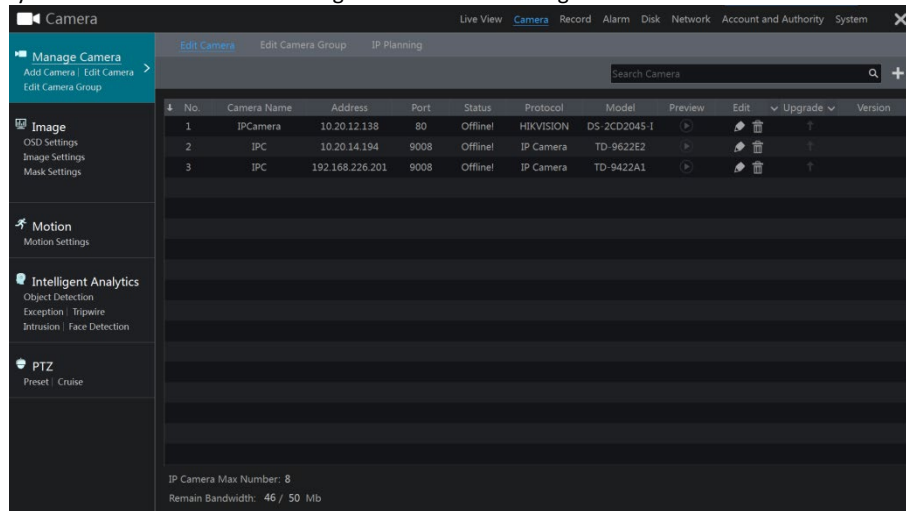 Camera
Live View Camera Record Alarm Disk Network Account and Authority System
Manage Camera
Add Camera | Edit Camera
Edit Camera Group
Image
OSD Settings
Image Settings
Mask Settings
Motion
Motion Settings
Intelligent Analytics
Object Detection
Exception | Tripwire
Intrusion | Face Detection
PTZ
Preset | Cruise
Edit Camera Edit Camera Group IP Planning
Search Camera
No. Camera Name Address Port Status Protocol Model Preview Edit Upgrade Version
1 IPCamera 10.20.12.138 80 Offline! HIKVISION DS-2CD2045-I
2 IPC 10.20.14.194 9008 Offline! IP Camera TD-9622E2
3 IPC 192.168.226.201 9008 Offline! IP Camera TD-9422A1
IP Camera Max Number: 8
Remain Bandwidth: 46 / 50 Mb